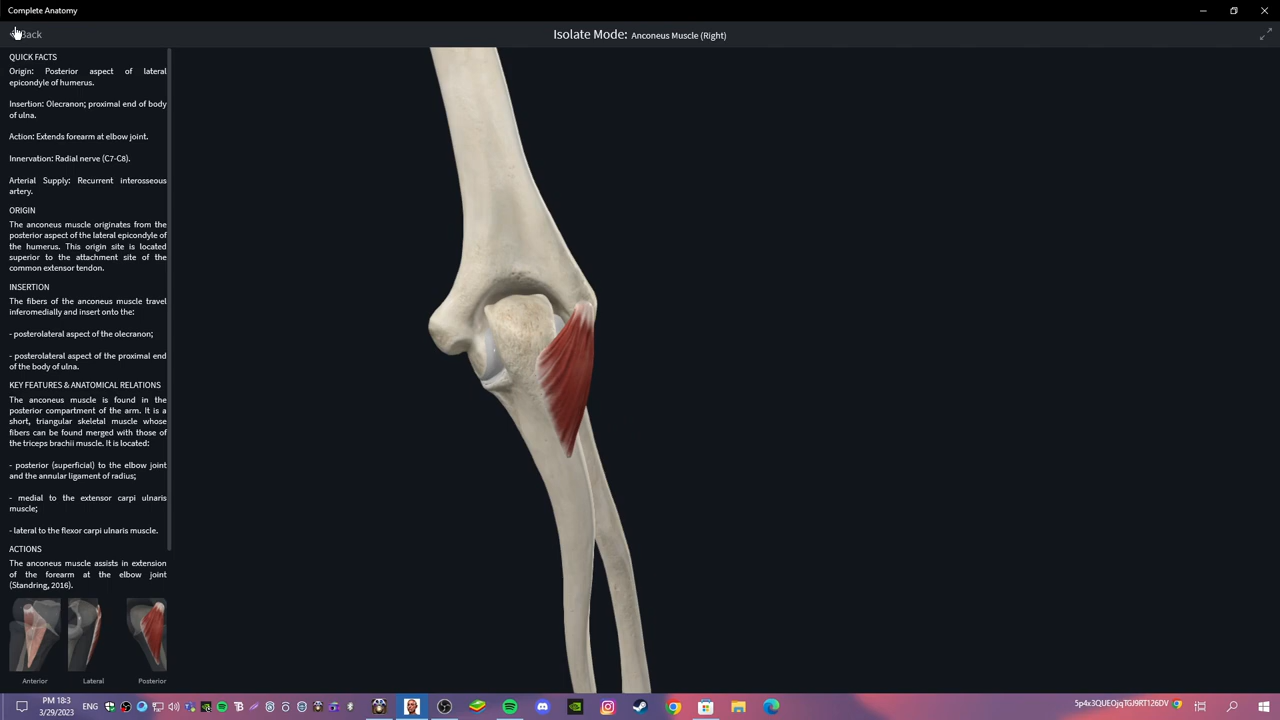 Complete Anatomy
Back
Isolate Mode: Anconeus Muscle (Right)
QUICK FACTS
Origin: Posterior aspect of lateral
epicondyle of humerus.
Insertion: Olecranon; proximal end of body
of ulna.
Action: Extends forearm at elbow joint.
Innervation: Radial nerve (C7-C8).
Arterial Supply: Recurrent interosseous
artery.
ORIGIN
The anconeus muscle originates from the
posterior aspect of the lateral epicondyle of
the humerus. This origin site is located
superior to the attachment site of the
common extensor tendon.
INSERTION
The fibers of the anconeus muscle travel
inferomedially and insert onto the:
- posterolateral aspect of the olecranon;
- posterolateral aspect of the proximal end
of the body of ulna.
KEY FEATURES & ANATOMICAL RELATIONS
The anconeus muscle is found in the
posterior compartment of the arm. It is a
short, triangular skeletal muscle whose
fibers can be found merged with those of
the triceps brachii muscle. It is located:
- posterior (superficial) to the elbow joint
and the annular ligament of radius;
- medial to the extensor carpi ulnaris
muscle;
- lateral to the flexor carpi ulnaris muscle.
ACTIONS
The anconeus muscle assists in extension
of the forearm at the elbow joint
(Standring, 2016).
Anterior Lateral Posterior
PM 18:3
3/29/2023
ENG
5p4x3QUEOjqTGJ9RT126DV